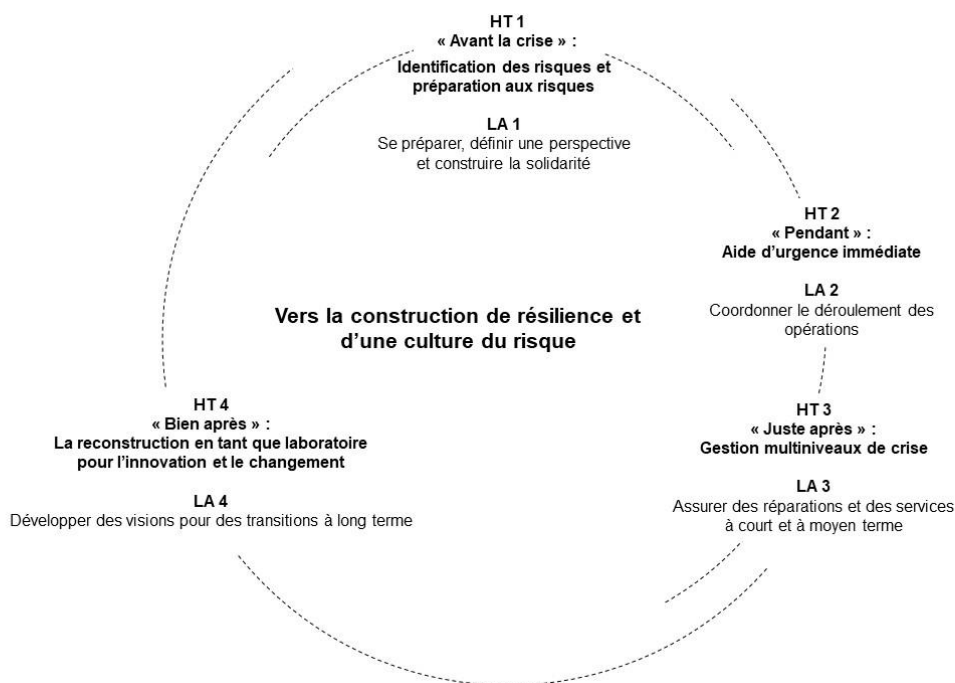 HT 1
« Avant la crise » :
Identification des risques et
préparation aux risques
LA 1
Se préparer, définir une perspective
et construire la solidarité
HT 2
« Pendant » :
Aide d’urgence immédiate
LA 2
Coordonner le déroulement des
opérations
Vers la construction de résilience et
d’une culture du risque
HT 3
« Juste après » :
Gestion multiniveaux de crise
LA 3
Assurer des réparations et des services
à court et à moyen terme
HT 4
« Bien après » :
La reconstruction en tant que laboratoire
pour l’innovation et le changement
LA 4
Développer des visions pour des transitions à long terme